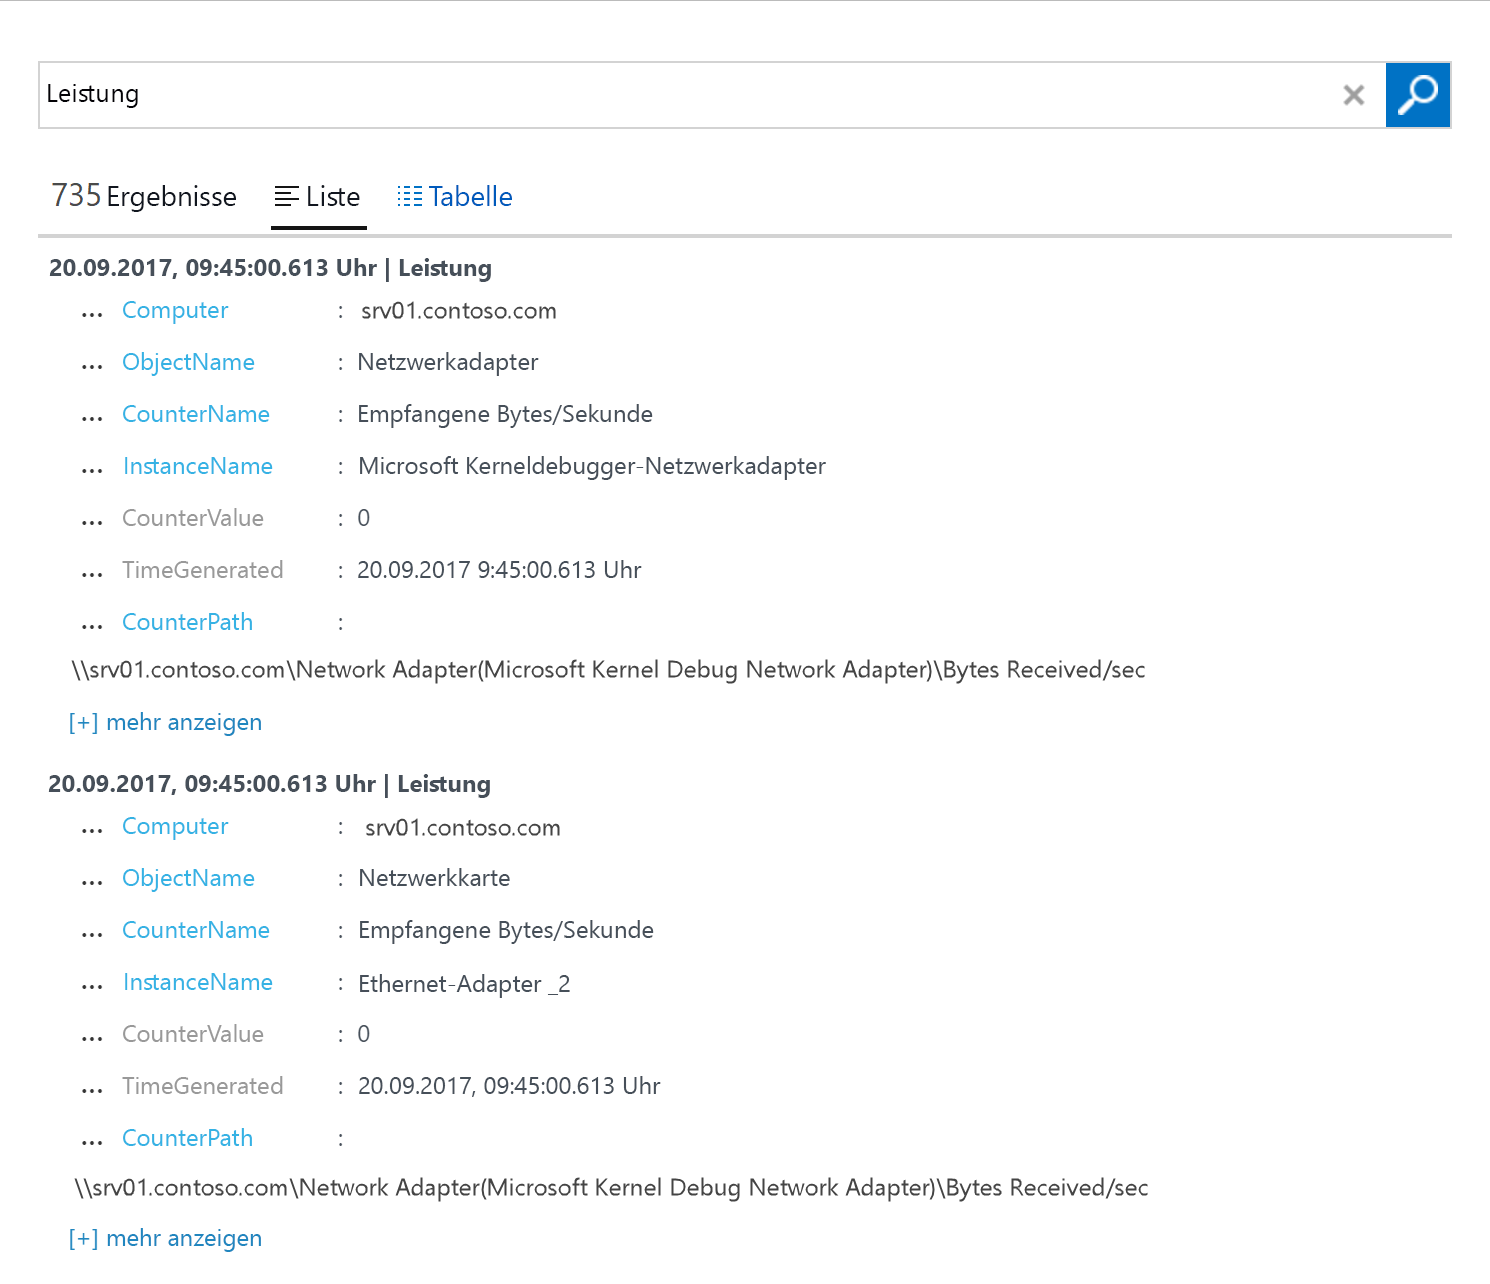 Leistung
735 Ergebnisse Liste Tabelle
20.09.2017, 09:45:00.613 Uhr | Leistung
... Computer : srv01.contoso.com
... ObjectName : Netzwerkadapter
... CounterName : Empfangene Bytes/Sekunde
... InstanceName : Microsoft Kerneldebugger-Netzwerkadapter
... CounterValue : 0
... TimeGenerated : 20.09.2017 9:45:00.613 Uhr
... CounterPath :
\\srv01.contoso.com\Network Adapter(Microsoft Kernel Debug Network Adapter)\Bytes Received/sec
[+] mehr anzeigen
20.09.2017, 09:45:00.613 Uhr | Leistung
... Computer : srv01.contoso.com
... ObjectName : Netzwerkkarte
... CounterName : Empfangene Bytes/Sekunde
... InstanceName : Ethernet-Adapter _2
... CounterValue : 0
... TimeGenerated : 20.09.2017, 09:45:00.613 Uhr
... CounterPath :
\\srv01.contoso.com\Network Adapter(Microsoft Kernel Debug Network Adapter)\Bytes Received/sec
[+] mehr anzeigen